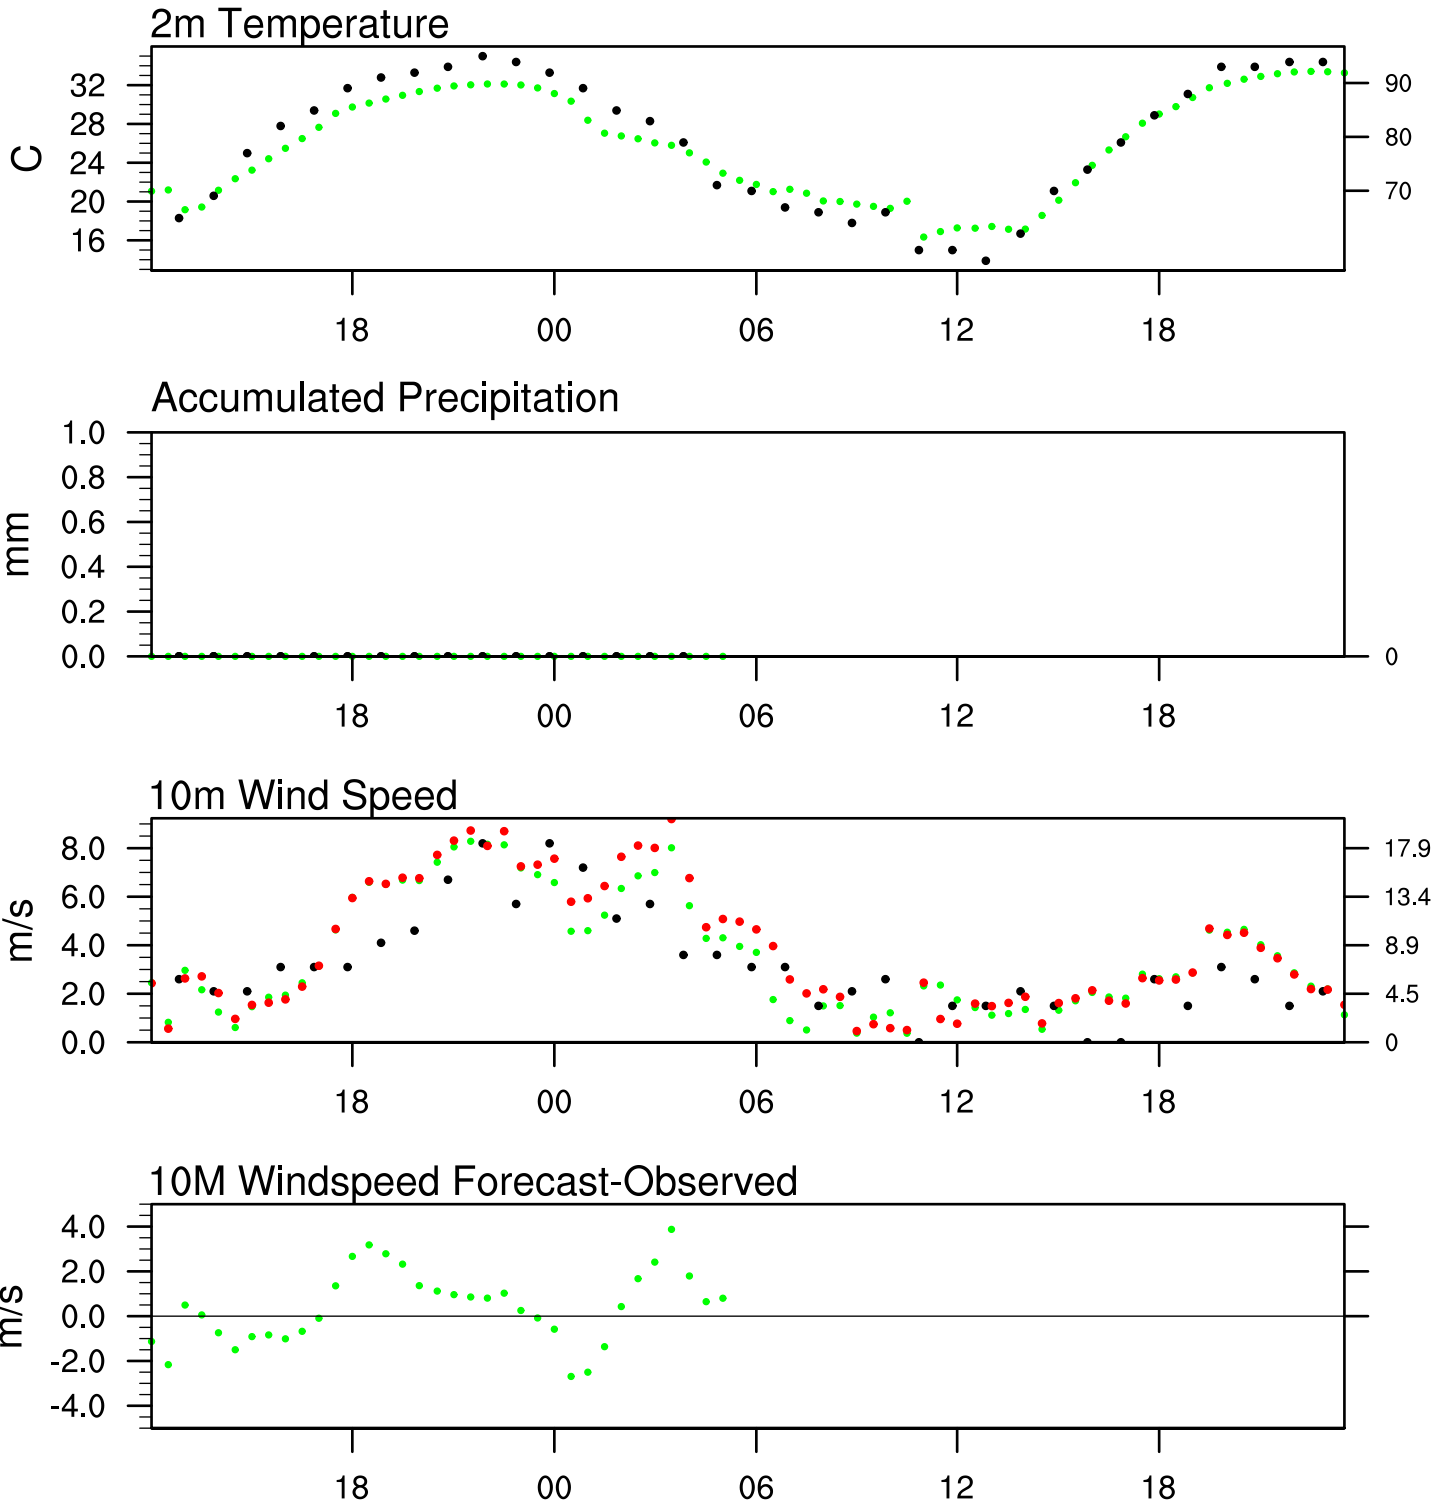 2m Temperature
C
32
28
24
20
16
90
80
70
18 00 06 12 18
Accumulated Precipitation
mm
1.0
0.8
0.6
0.4
0.2
0.0
0
18 00 06 12 18
10m Wind Speed
m/s
8.0
6.0
4.0
2.0
0.0
17.9
13.4
8.9
4.5
0
18 00 06 12 18
10M Windspeed Forecast-Observed
m/s
4.0
2.0
0.0
-2.0
-4.0
18 00 06 12 18